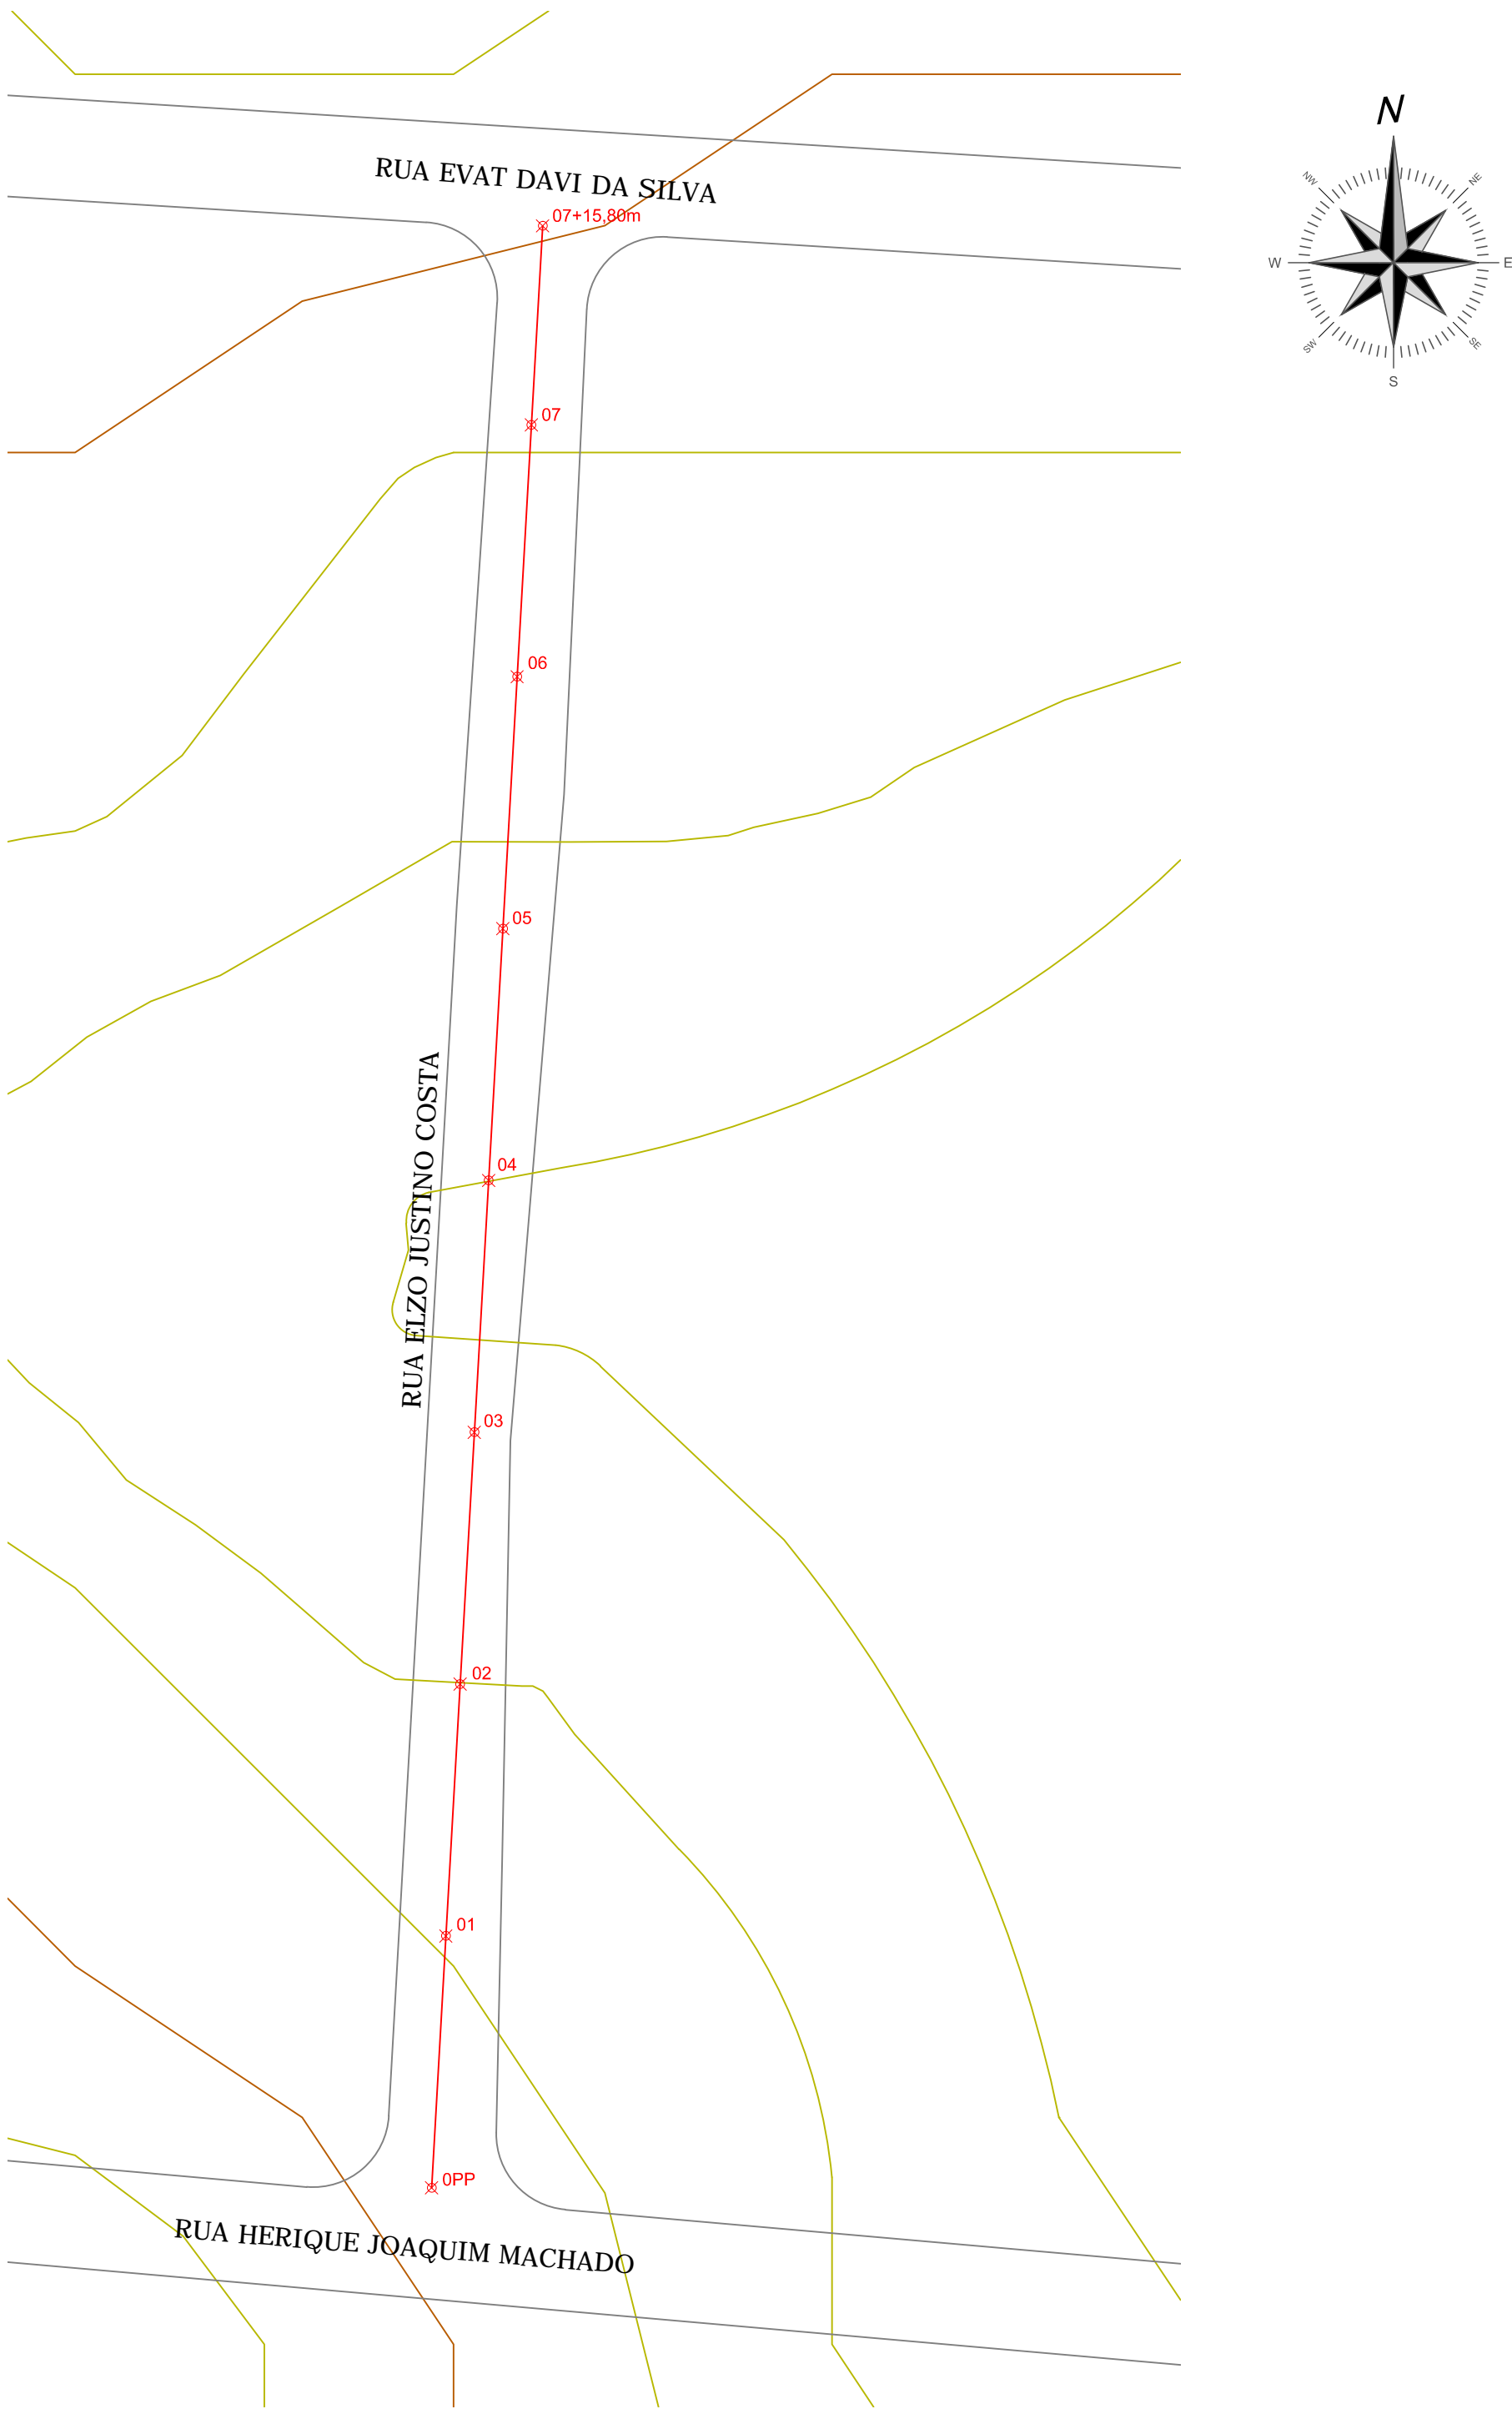 N
NW
NE
W
E
SW
SE
S
RUA EVAT DAVI DA SILVA
07+15,80m
07
06
05
04
RUA ELZO JUSTINO COSTA
03
02
01
0PP
RUA HERIQUE JOAQUIM MACHADO